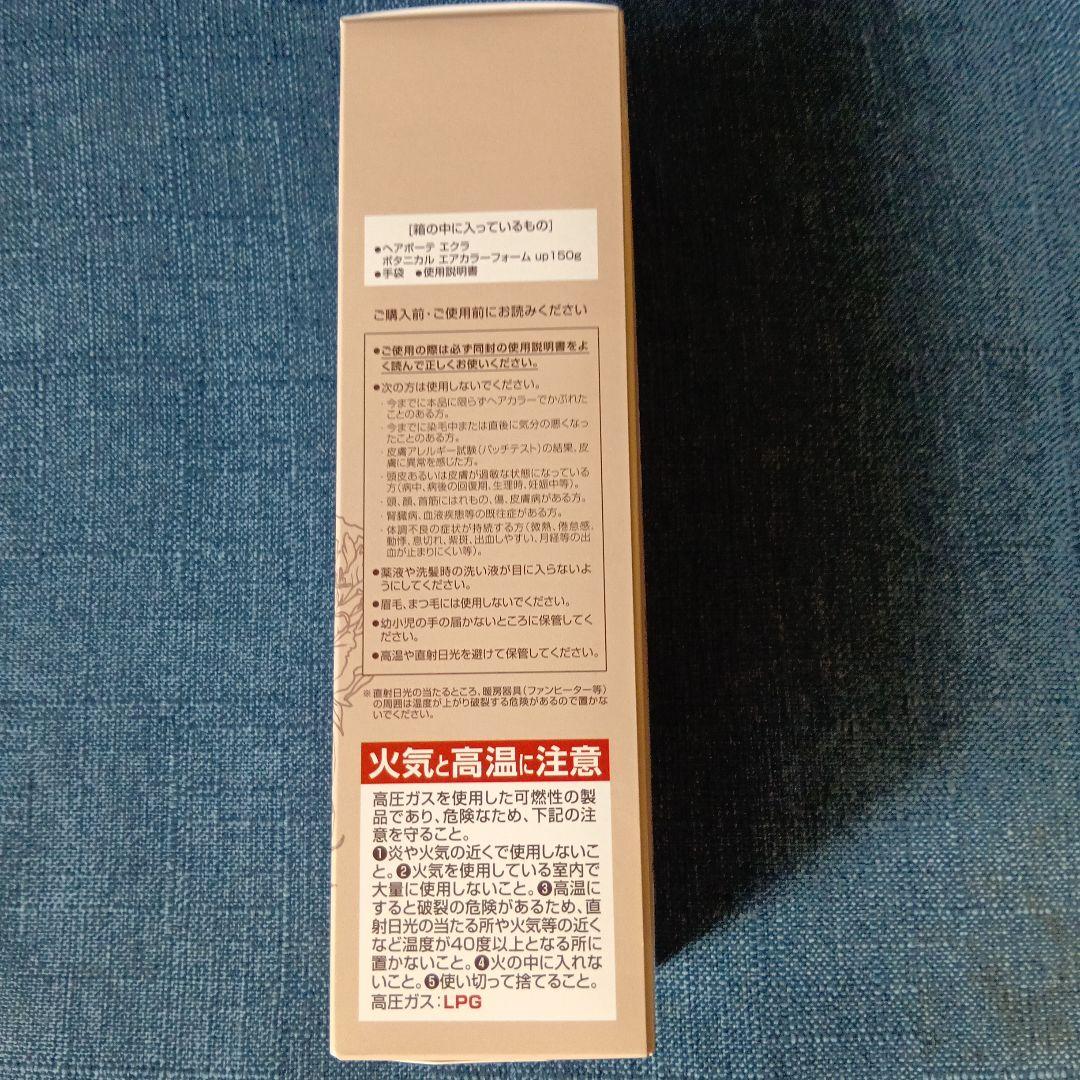 [箱の中に入っているもの]
●ヘアボーテ エクラ
ボタニカル エアカラーフォーム up150g
●手袋 ●使用説明書
ご購入前・ご使用前にお読みください
●ご使用の際は必ず同封の使用説明書をよ
く読んで正しくお使いください。
●次の方は使用しないでください。
・今までに本品に限らずヘアカラーでかぶれた
ことのある方。
・今までに染毛中または直後に気分の悪くなっ
たことのある方。
・皮膚アレルギー試験(パッチテスト)の結果、皮
膚に異常を感じた方。
・頭皮あるいは皮膚が過敏な状態になっている
方(病中、病後の回復期、生理時、妊娠中等)。
・頭、顔、首筋にはれもの、傷、皮膚病がある方。
・腎臓病、血液疾患等の既往症がある方。
・体調不良の症状が持続する方(微熱、倦怠感、
動悸、息切れ、紫斑、出血しやすい、月経等の出
血が止まりにくい等)。
●薬液や洗髪時の洗い液が目に入らないよ
うにしてください。
●眉毛、まつ毛には使用しないでください。
●幼小児の手の届かないところに保管してく
ださい。
●高温や直射日光を避けて保管してください。
※直射日光の当たるところ、暖房器具(ファンヒーター等)
の周囲は温度が上がり破裂する危険があるので置かな
いでください。
火気と高温に注意
高圧ガスを使用した可燃性の製
品であり、危険なため、下記の注
意を守ること。
❶炎や火気の近くで使用しないこ
と。❷火気を使用している室内で
大量に使用しないこと。❸高温に
すると破裂の危険があるため、直
射日光の当たる所や火気等の近く
など温度が40度以上となる所に
置かないこと。❹火の中に入れな
いこと。❺使い切って捨てること。
高圧ガス:LPG